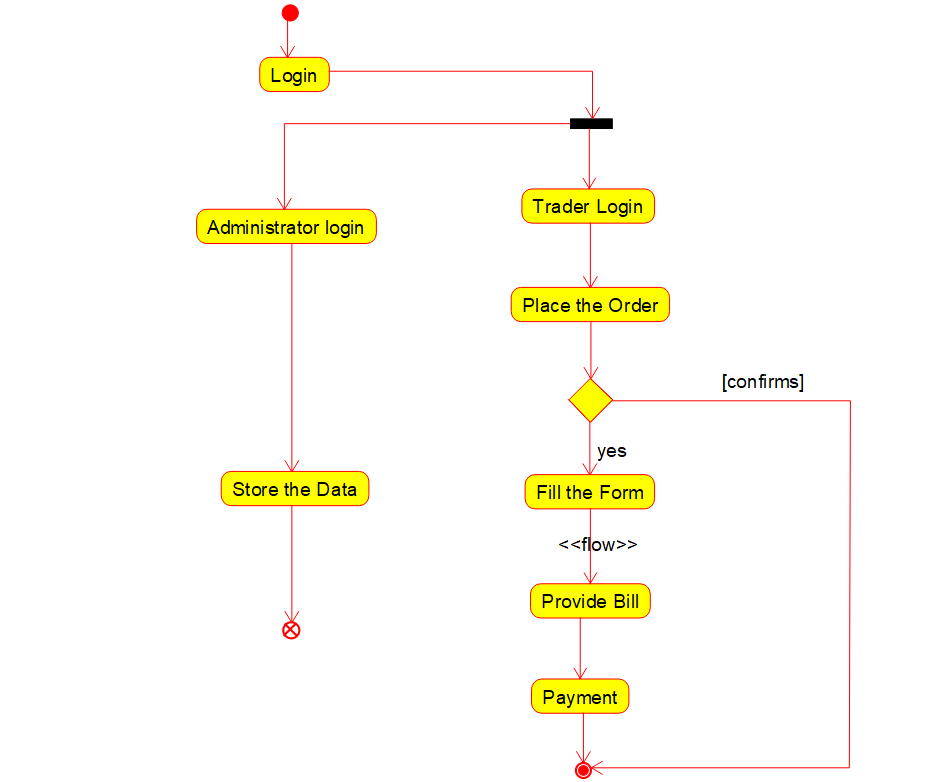 Login
Trader Login
Administrator login
Place the Order
[confirms]
yes
Store the Data
Fill the Form
<<flow>>
Provide Bill
Payment